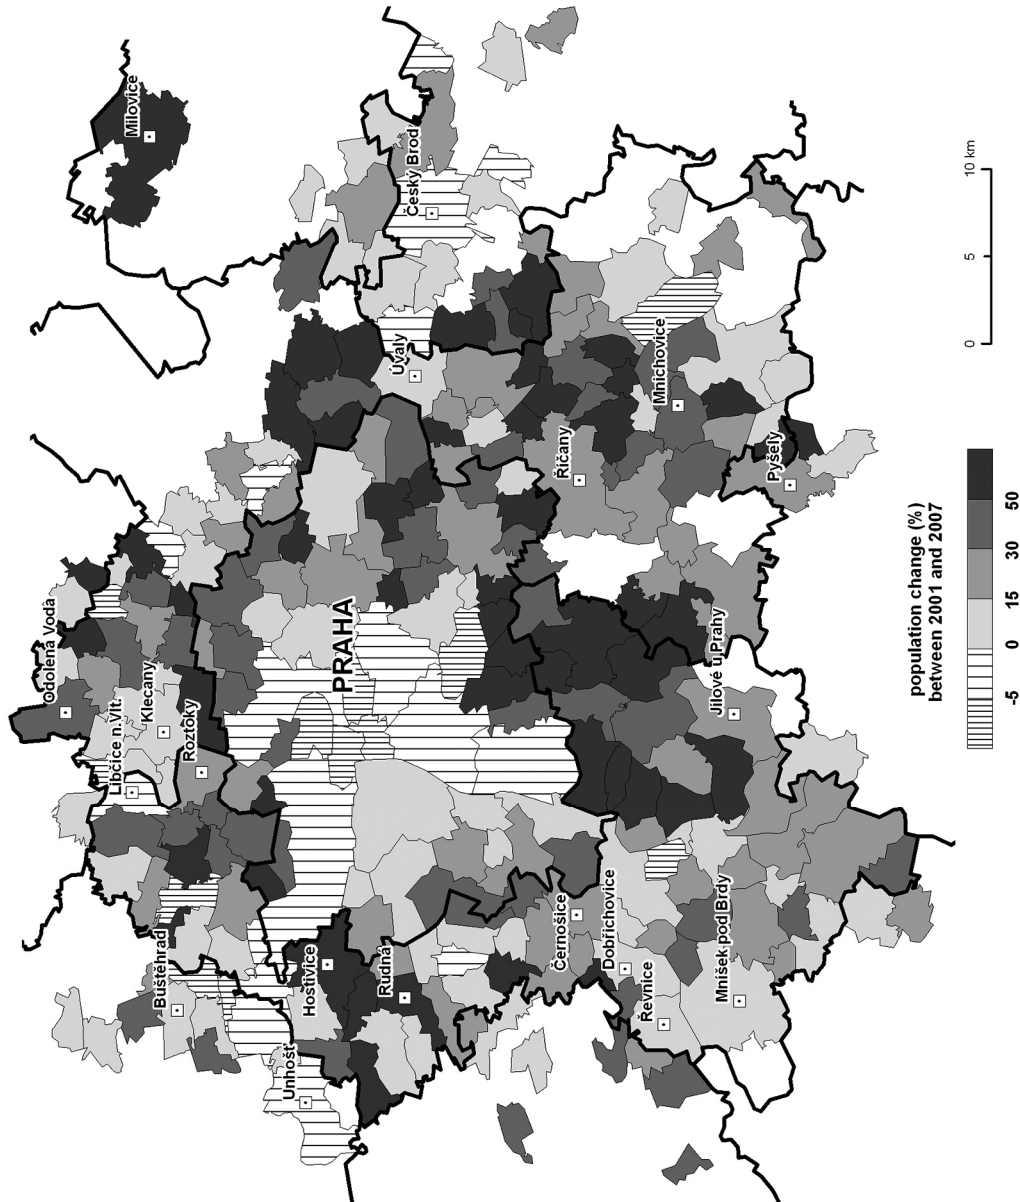 Odolená Voda
Libčice n.Vlt.
Milovice
Klecany
Buštěhrad
Roztoky
Unhošť
Hostivice
PRAHA
Rudná
Úvaly
Český Brod
Černošice
Říčany
Dobřichovice
Řevnice
Mnichovice
Jílové u Prahy
Mníšek pod Brdy
Pyšely
population change (%)
between 2001 and 2007
-5 0 15 30 50
0 5 10 km